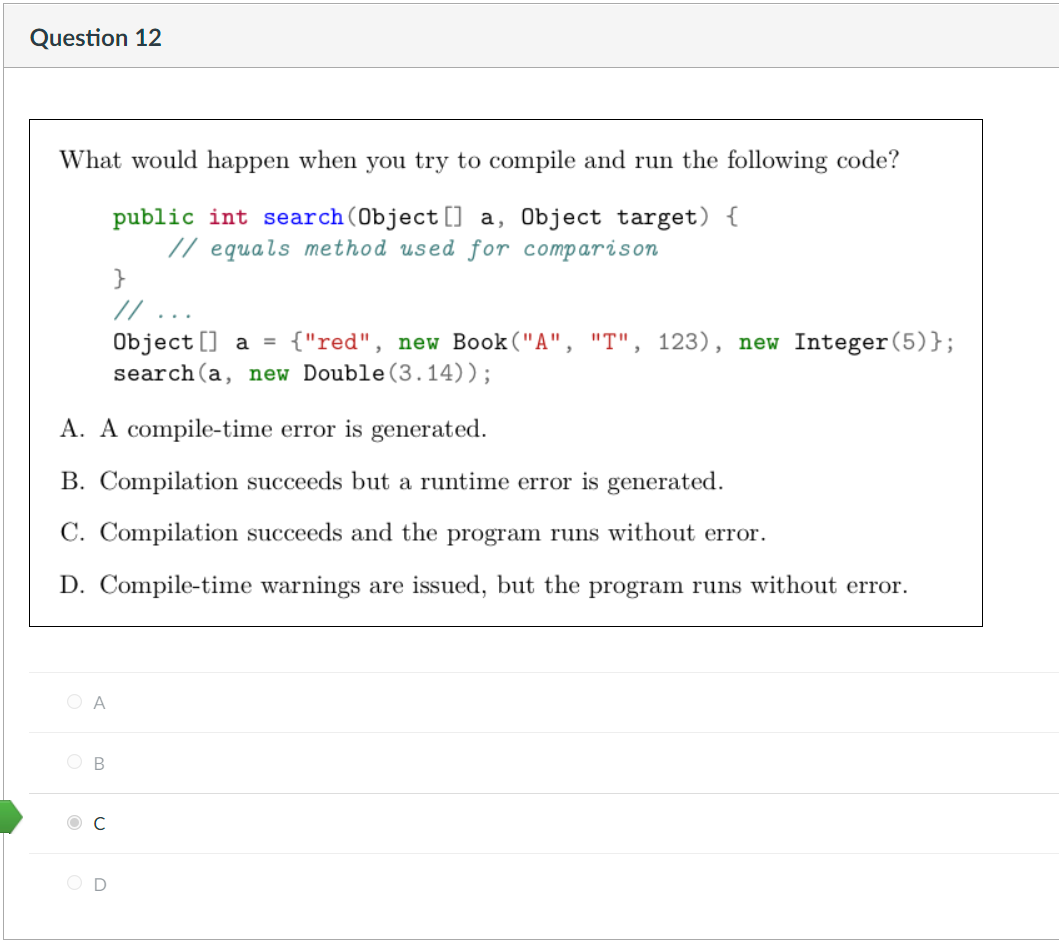 Question 12
What would happen when you try to compile and run the following code?
public int search(Object[] a, Object target) {
// equals method used for comparison
}
// ...
Object[] a = {"red", new Book("A", "T", 123), new Integer(5)};
search(a, new Double(3.14));
A. A compile-time error is generated.
B. Compilation succeeds but a runtime error is generated.
C. Compilation succeeds and the program runs without error.
D. Compile-time warnings are issued, but the program runs without error.
A
B
C
D